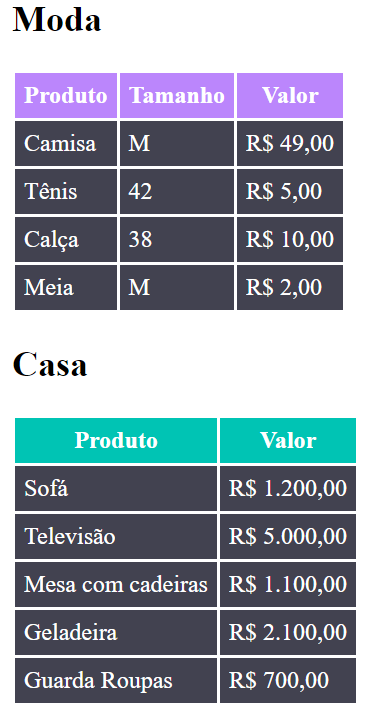 Moda
Produto Tamanho Valor
Camisa M R$ 49,00
Tênis 42 R$ 5,00
Calça 38 R$ 10,00
Meia M R$ 2,00
Casa
Produto Valor
Sofá R$ 1.200,00
Televisão R$ 5.000,00
Mesa com cadeiras R$ 1.100,00
Geladeira R$ 2.100,00
Guarda Roupas R$ 700,00